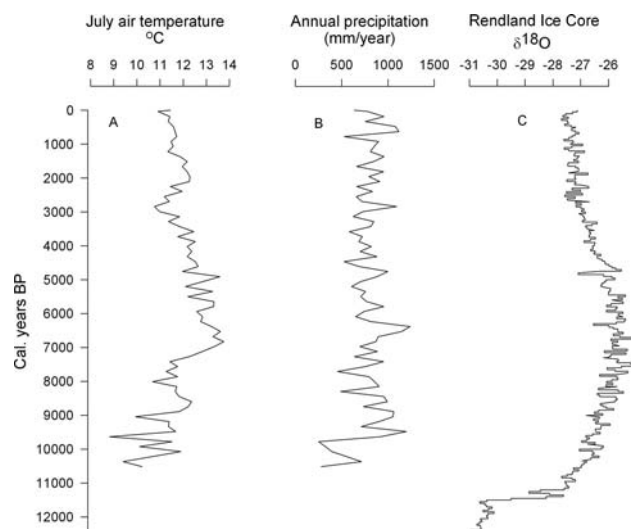 July air temperature
°C
8 9 10 11 12 13 14
Annual precipitation
(mm/year)
0 500 1000 1500
Rendland Ice Core
δ18O
-31 -30 -29 -28 -27 -26
A
B
C
Cal. years BP
0
1000
2000
3000
4000
5000
6000
7000
8000
9000
10000
11000
12000